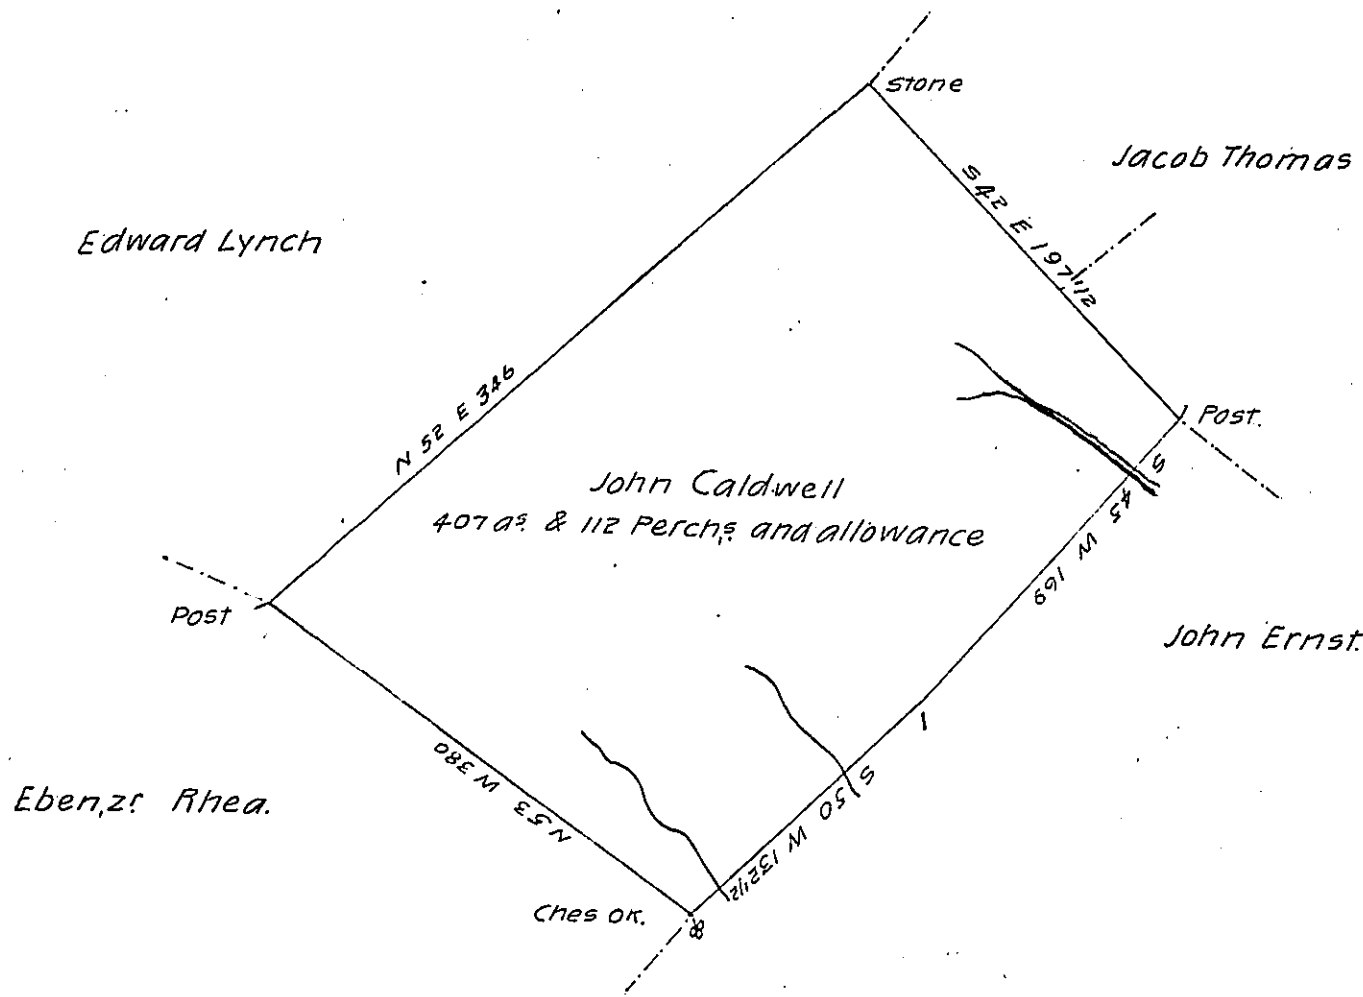 Stone
Jacob Thomas
S 42 E 197 1/2
Edward Lynch
N 52 E 346
Post.
John Caldwell
407 as. & 112 Perchs. and allowance
S 45 W 169
Post
John Ernst.
N 53 W 380
S 50 W 132 1/2
Eben,zr Rhea.
Ches OK.